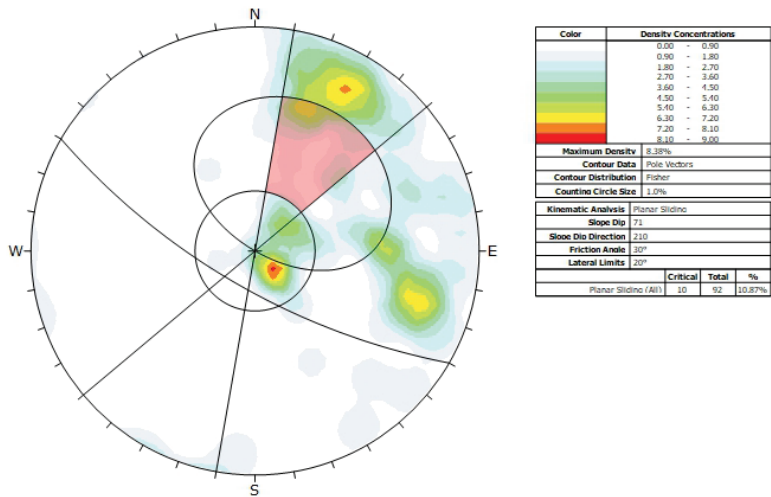 N
W
E
S
Color Density Concentrations
0.00 - 0.90
0.90 - 1.80
1.80 - 2.70
2.70 - 3.60
3.60 - 4.50
4.50 - 5.40
5.40 - 6.30
6.30 - 7.20
7.20 - 8.10
8.10 - 9.00
Maximum Density 8.38%
Contour Data Pole Vectors
Contour Distribution Fisher
Counting Circle Size 1.0%
Kinematic Analysis Planar Sliding
Slope Dip 71
Slope Dip Direction 210
Friction Angle 30°
Lateral Limits 20°
Critical Total %
Planar Sliding (All) 10 92 10.87%